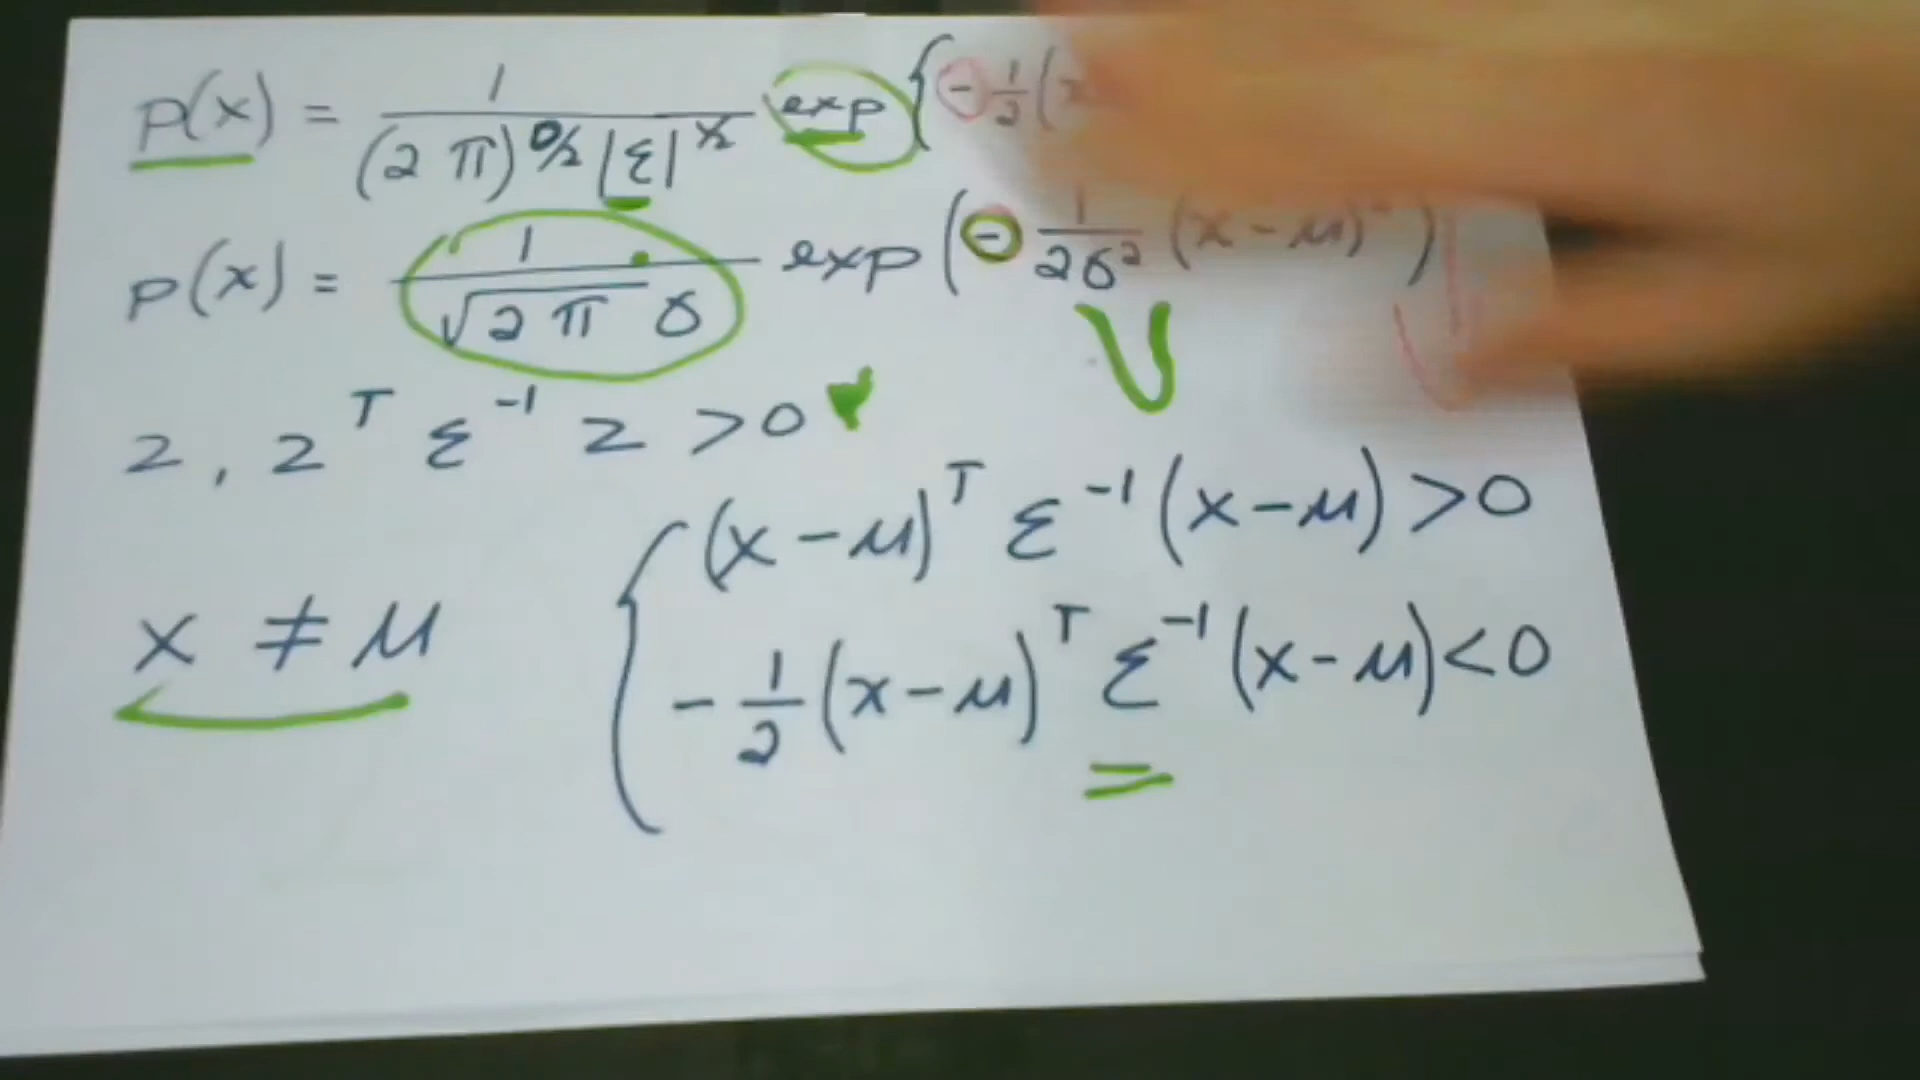 p(x) = 1 / (2π)^{D/2} |Σ|^{1/2} exp { -1/2 (x
p(x) = 1 / √2π σ exp ( - 1/2σ² (x-μ)² )
z , z^T Σ^{-1} z > 0
(x-μ)^T Σ^{-1} (x-μ) > 0
x ≠ μ
-1/2 (x-μ)^T Σ^{-1} (x-μ) < 0